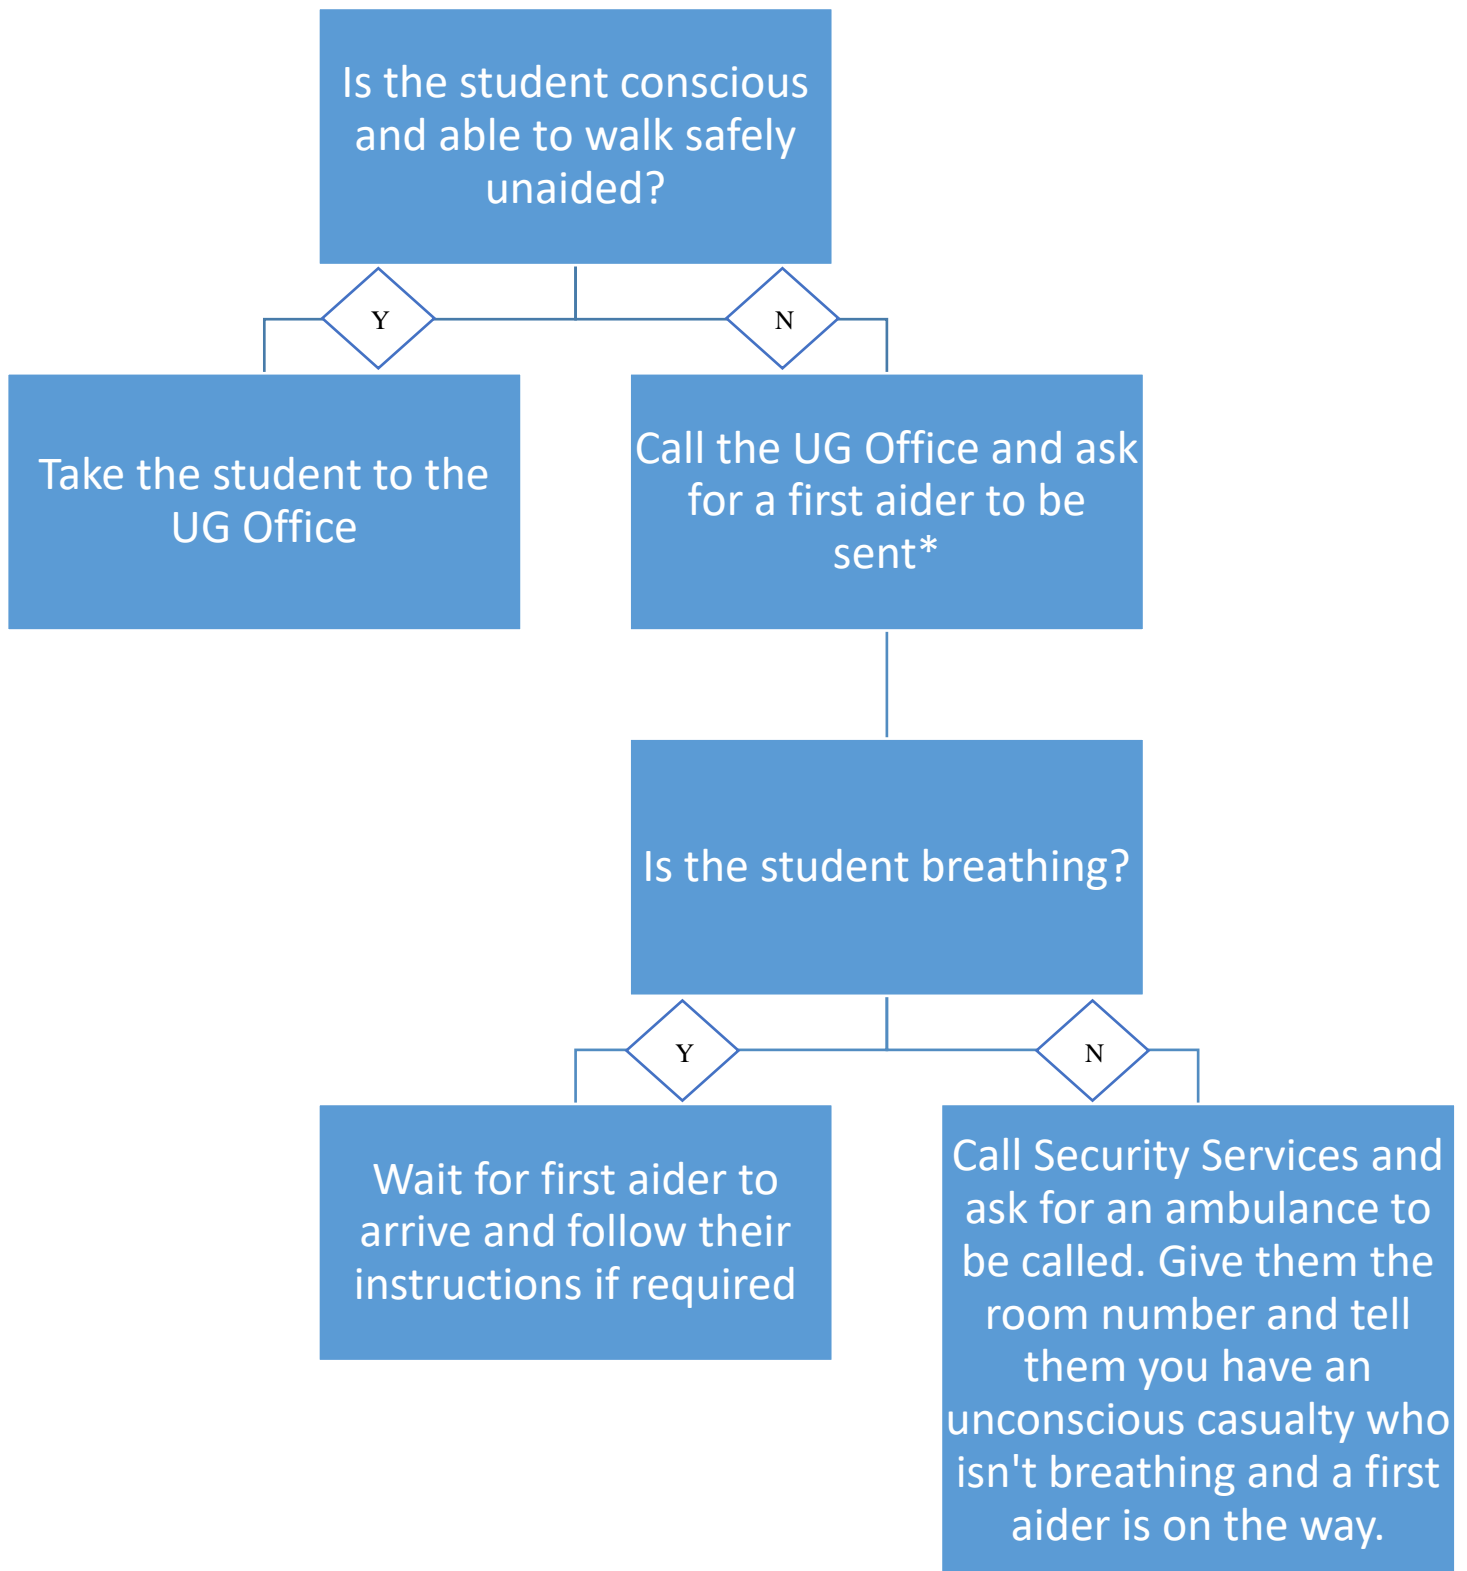 Is the student conscious
and able to walk safely
unaided?
Y
N
Take the student to the
UG Office
Call the UG Office and ask
for a first aider to be
sent*
Is the student breathing?
Y
N
Wait for first aider to
arrive and follow their
instructions if required
Call Security Services and
ask for an ambulance to
be called. Give them the
room number and tell
them you have an
unconscious casualty who
isn't breathing and a first
aider is on the way.